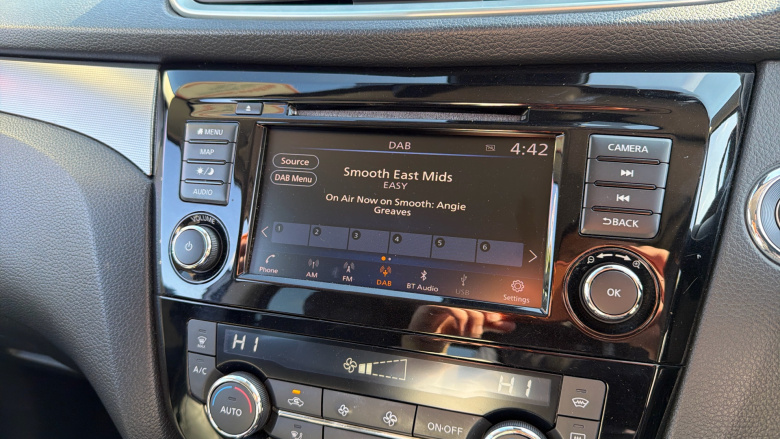 MENU
MAP
AUDIO
VOLUME
DAB
4:42
Source
DAB Menu
Smooth East Mids
EASY
On Air Now on Smooth: Angie
Greaves
1 2 3 4 5 6
Phone AM FM DAB BT Audio USB Settings
CAMERA
BACK
OK
HI
HI
A/C
AUTO
ON·OFF